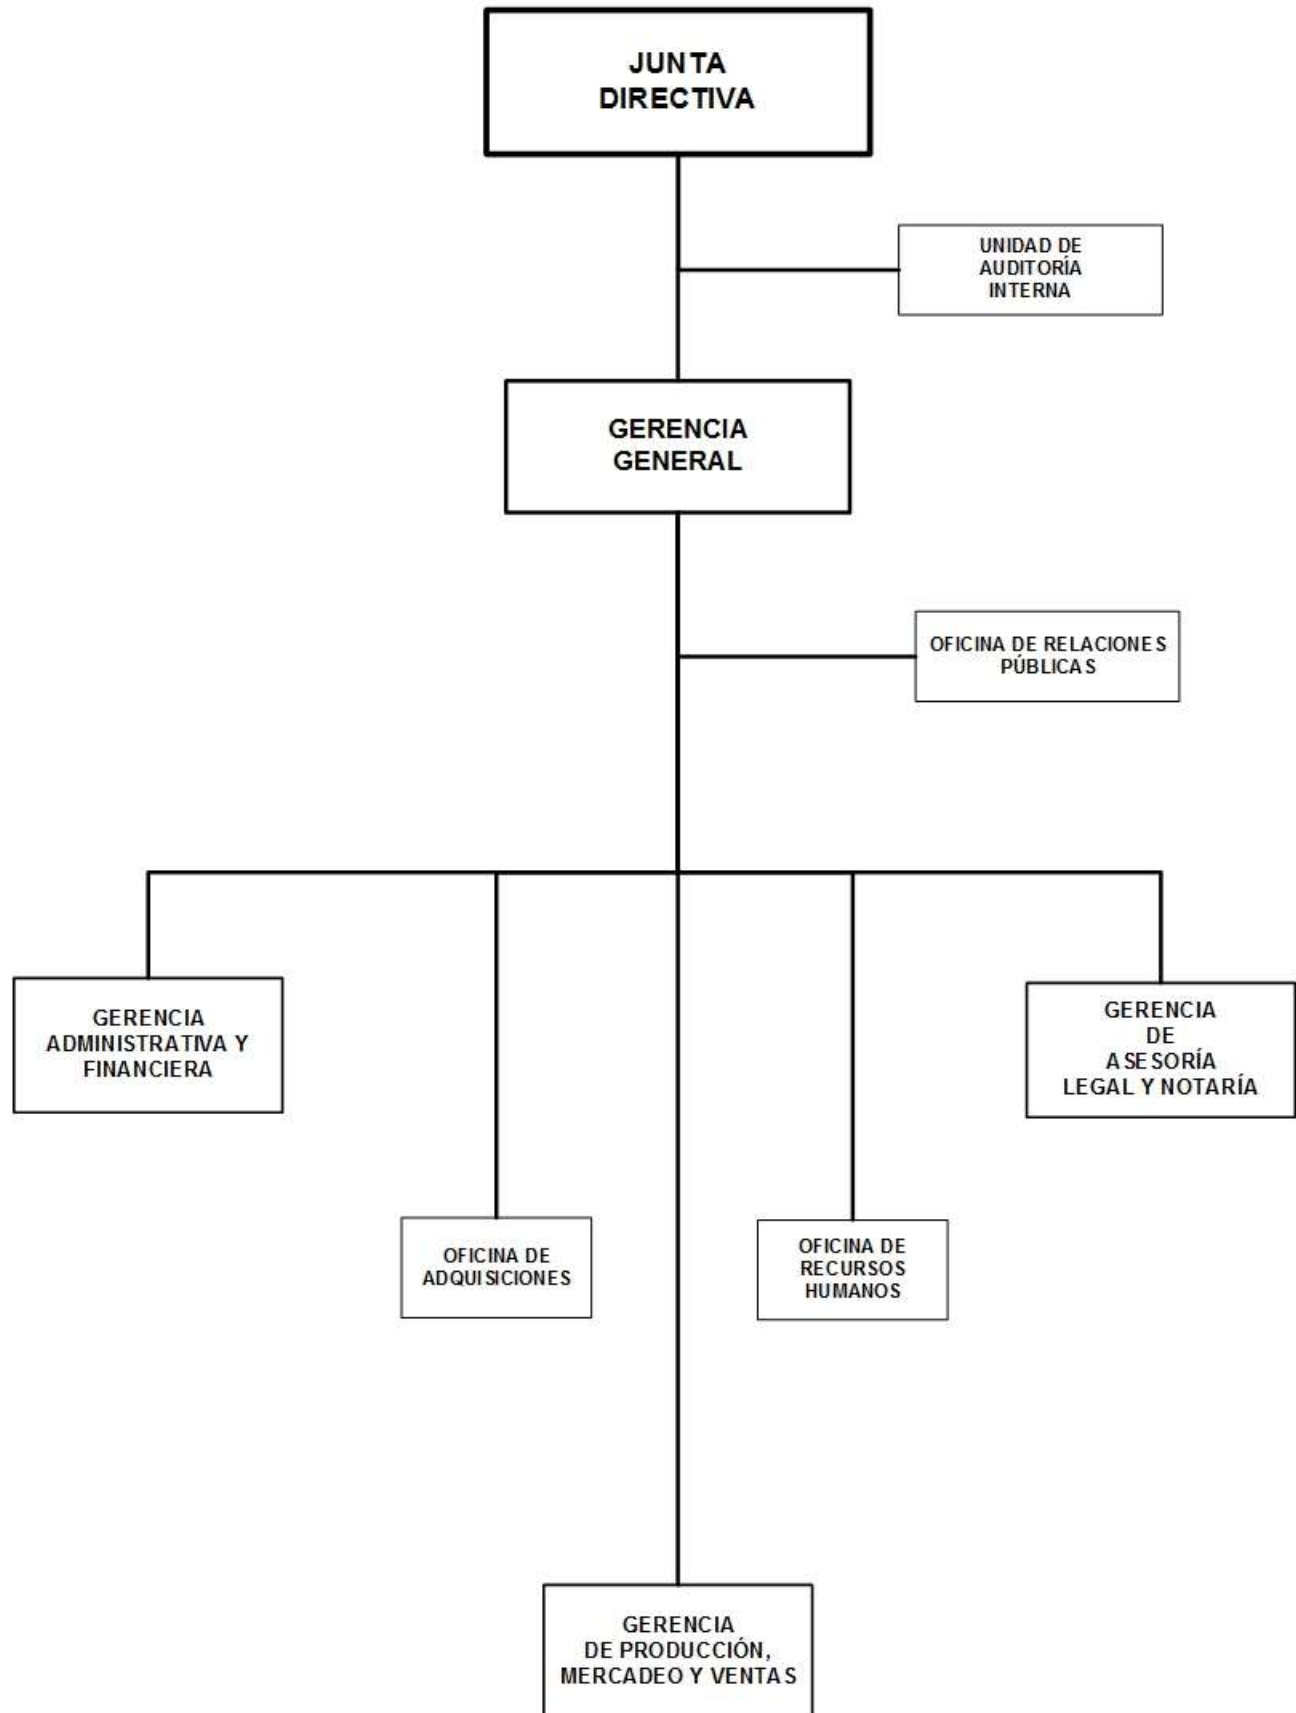 JUNTA
DIRECTIVA
UNIDAD DE
AUDITORÍA
INTERNA
GERENCIA
GENERAL
OFICINA DE RELACIONES
PÚBLICAS
GERENCIA
ADMINISTRATIVA Y
FINANCIERA
GERENCIA
DE
ASESORÍA
LEGAL Y NOTARÍA
OFICINA DE
ADQUISICIONES
OFICINA DE
RECURSOS
HUMANOS
GERENCIA
DE PRODUCCIÓN,
MERCADEO Y VENTAS